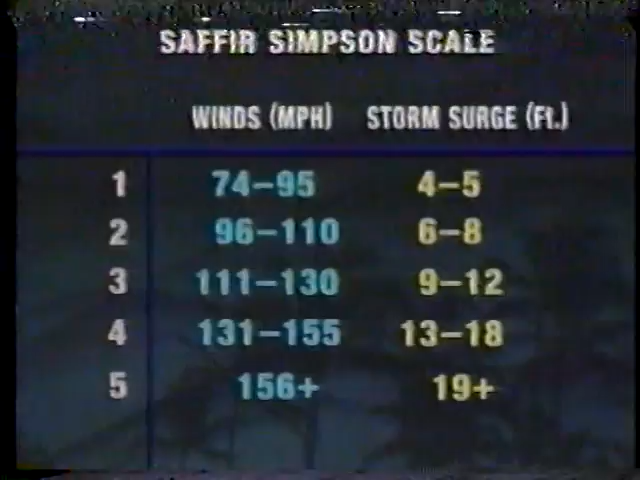 SAFFIR SIMPSON SCALE
WINDS (MPH) STORM SURGE (Ft.)
1 74-95 4-5
2 96-110 6-8
3 111-130 9-12
4 131-155 13-18
5 156+ 19+